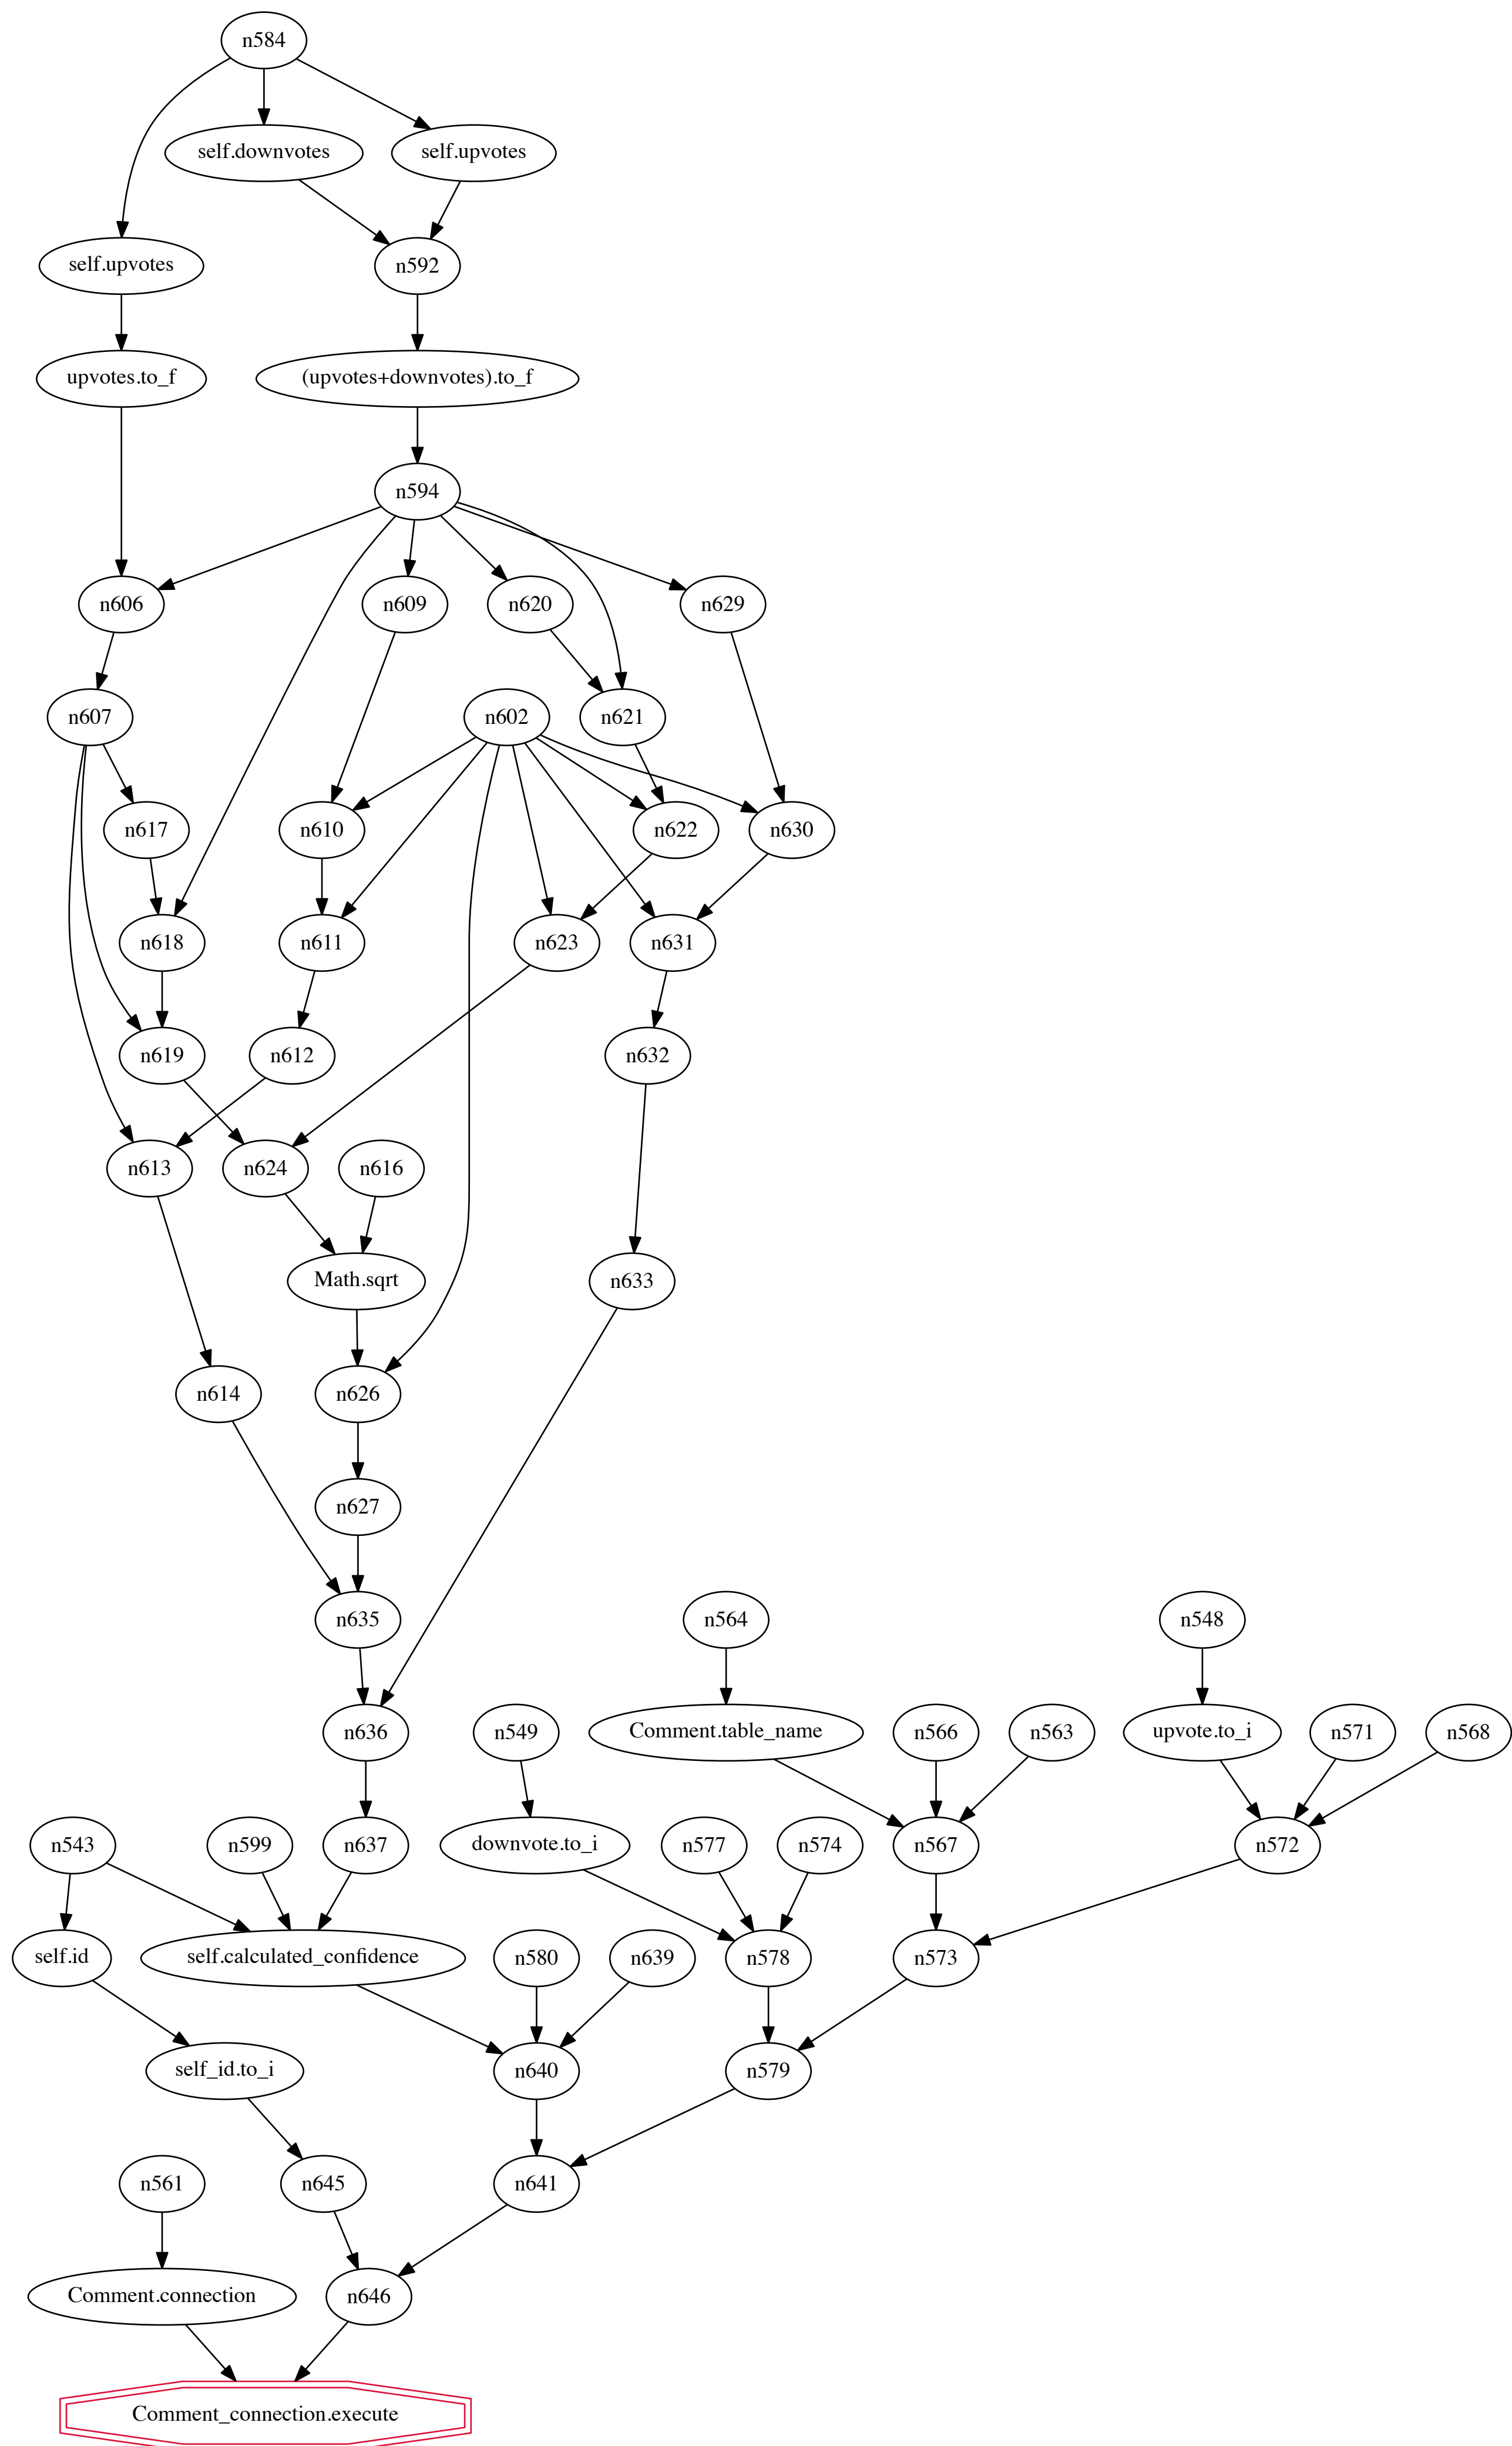 n584
self.downvotes
self.upvotes
self.upvotes
n592
upvotes.to_f
(upvotes+downvotes).to_f
n594
n606
n609
n620
n629
n607
n602
n621
n617
n610
n622
n630
n618
n611
n623
n631
n619
n612
n632
n613
n624
n616
Math.sqrt
n633
n614
n626
n627
n635
n564
n548
n636
n549
Comment.table_name
n566
n563
upvote.to_i
n571
n568
n543
n599
n637
downvote.to_i
n577
n574
n567
n572
self.id
self.calculated_confidence
n580
n639
n578
n573
self_id.to_i
n640
n579
n561
n645
n641
Comment.connection
n646
Comment_connection.execute